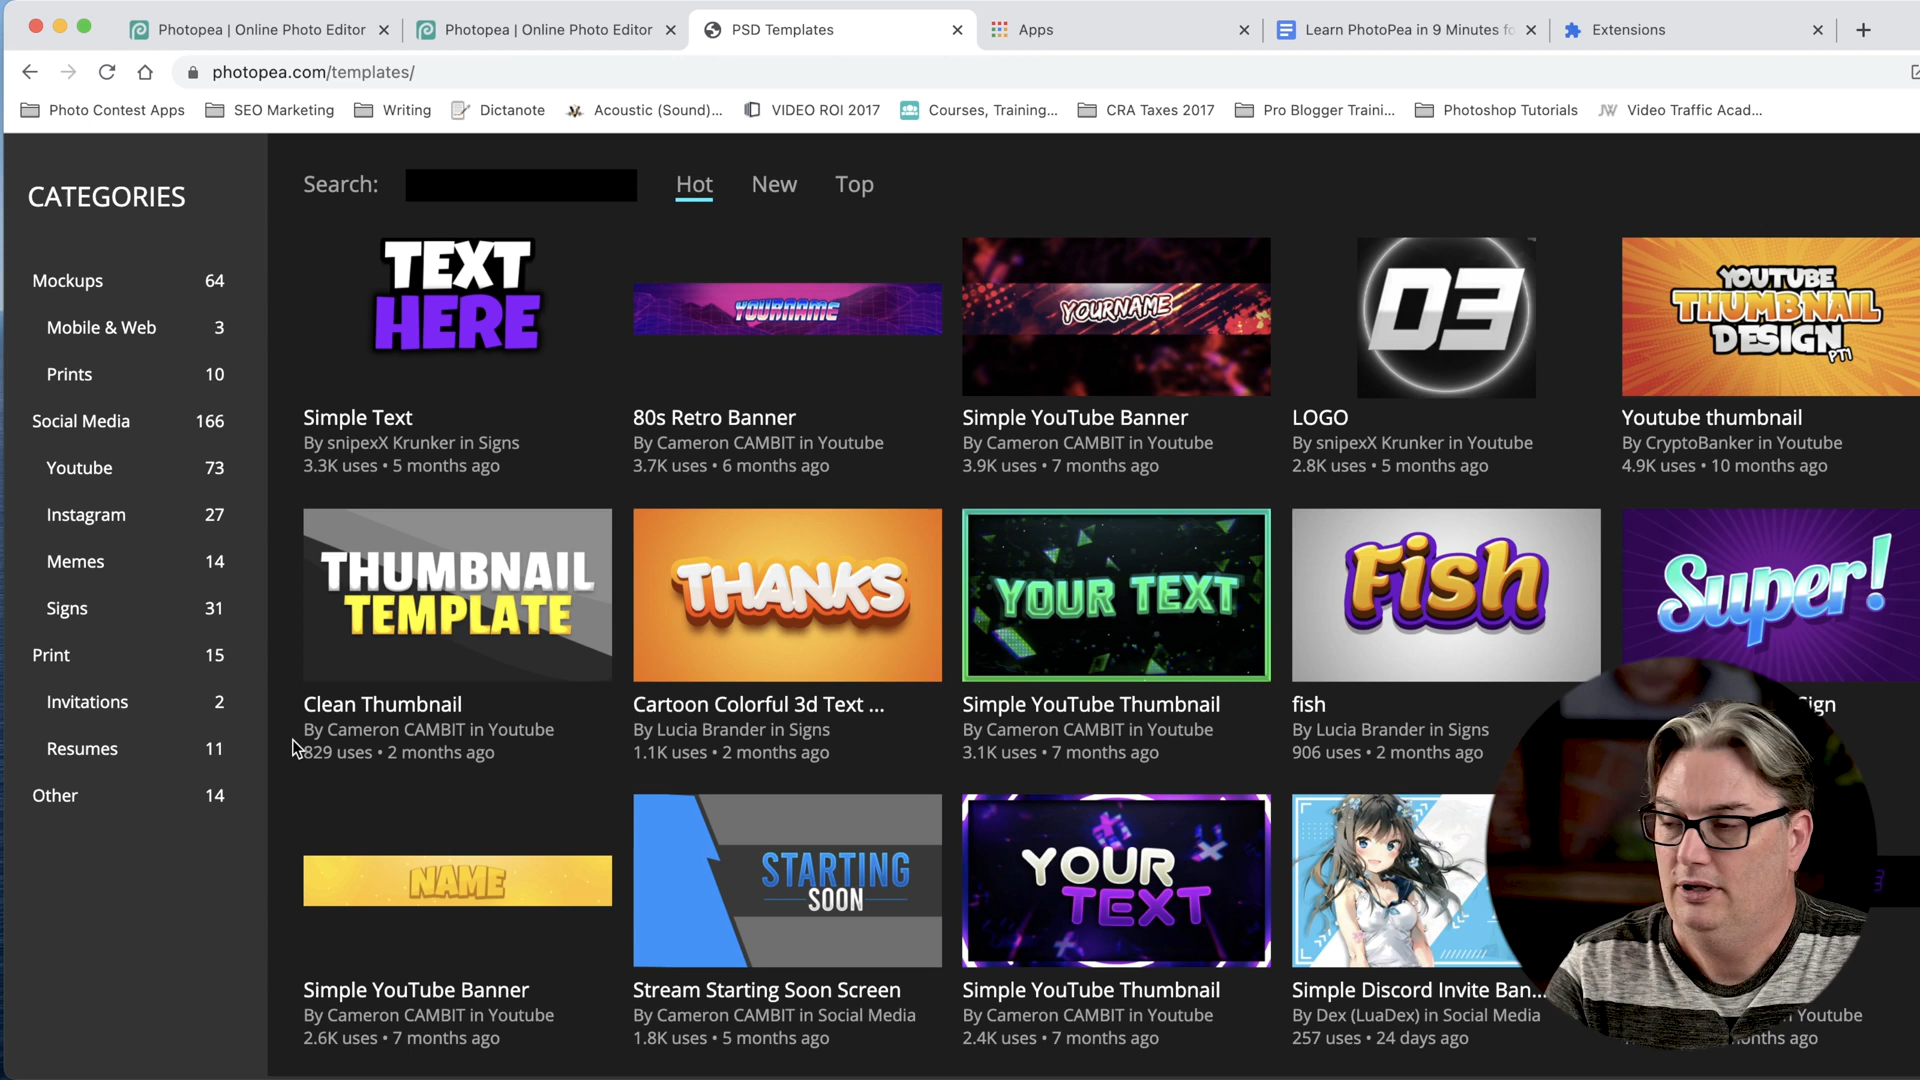 Photopea | Online Photo Editor
Photopea | Online Photo Editor
PSD Templates
Apps
Learn PhotoPea in 9 Minutes fo
Extensions
photopea.com/templates/
Photo Contest Apps
SEO Marketing
Writing
Dictanote
Acoustic (Sound)...
VIDEO ROI 2017
Courses, Training...
CRA Taxes 2017
Pro Blogger Traini...
Photoshop Tutorials
JW Video Traffic Acad...
CATEGORIES
Mockups 64
Mobile & Web 3
Prints 10
Social Media 166
Youtube 73
Instagram 27
Memes 14
Signs 31
Print 15
Invitations 2
Resumes 11
Other 14
Search:
Hot New Top
TEXT
HERE
Simple Text
By snipexX Krunker in Signs
3.3K uses • 5 months ago
YOURNAME
80s Retro Banner
By Cameron CAMBIT in Youtube
3.7K uses • 6 months ago
YOURNAME
Simple YouTube Banner
By Cameron CAMBIT in Youtube
3.9K uses • 7 months ago
D3
LOGO
By snipexX Krunker in Youtube
2.8K uses • 5 months ago
YOUTUBE
THUMBNAIL
DESIGN
PT1
Youtube thumbnail
By CryptoBanker in Youtube
4.9K uses • 10 months ago
THUMBNAIL
TEMPLATE
Clean Thumbnail
By Cameron CAMBIT in Youtube
829 uses • 2 months ago
THANKS
Cartoon Colorful 3d Text ...
By Lucia Brander in Signs
1.1K uses • 2 months ago
YOUR TEXT
Simple YouTube Thumbnail
By Cameron CAMBIT in Youtube
3.1K uses • 7 months ago
Fish
fish
By Lucia Brander in Signs
906 uses • 2 months ago
Super!
Sign
NAME
Simple YouTube Banner
By Cameron CAMBIT in Youtube
2.6K uses • 7 months ago
STARTING
SOON
Stream Starting Soon Screen
By Cameron CAMBIT in Social Media
1.8K uses • 5 months ago
YOUR
TEXT
Simple YouTube Thumbnail
By Cameron CAMBIT in Youtube
2.4K uses • 7 months ago
Simple Discord Invite Ban...
By Dex (LuaDex) in Social Media
257 uses • 24 days ago
Youtube
ago